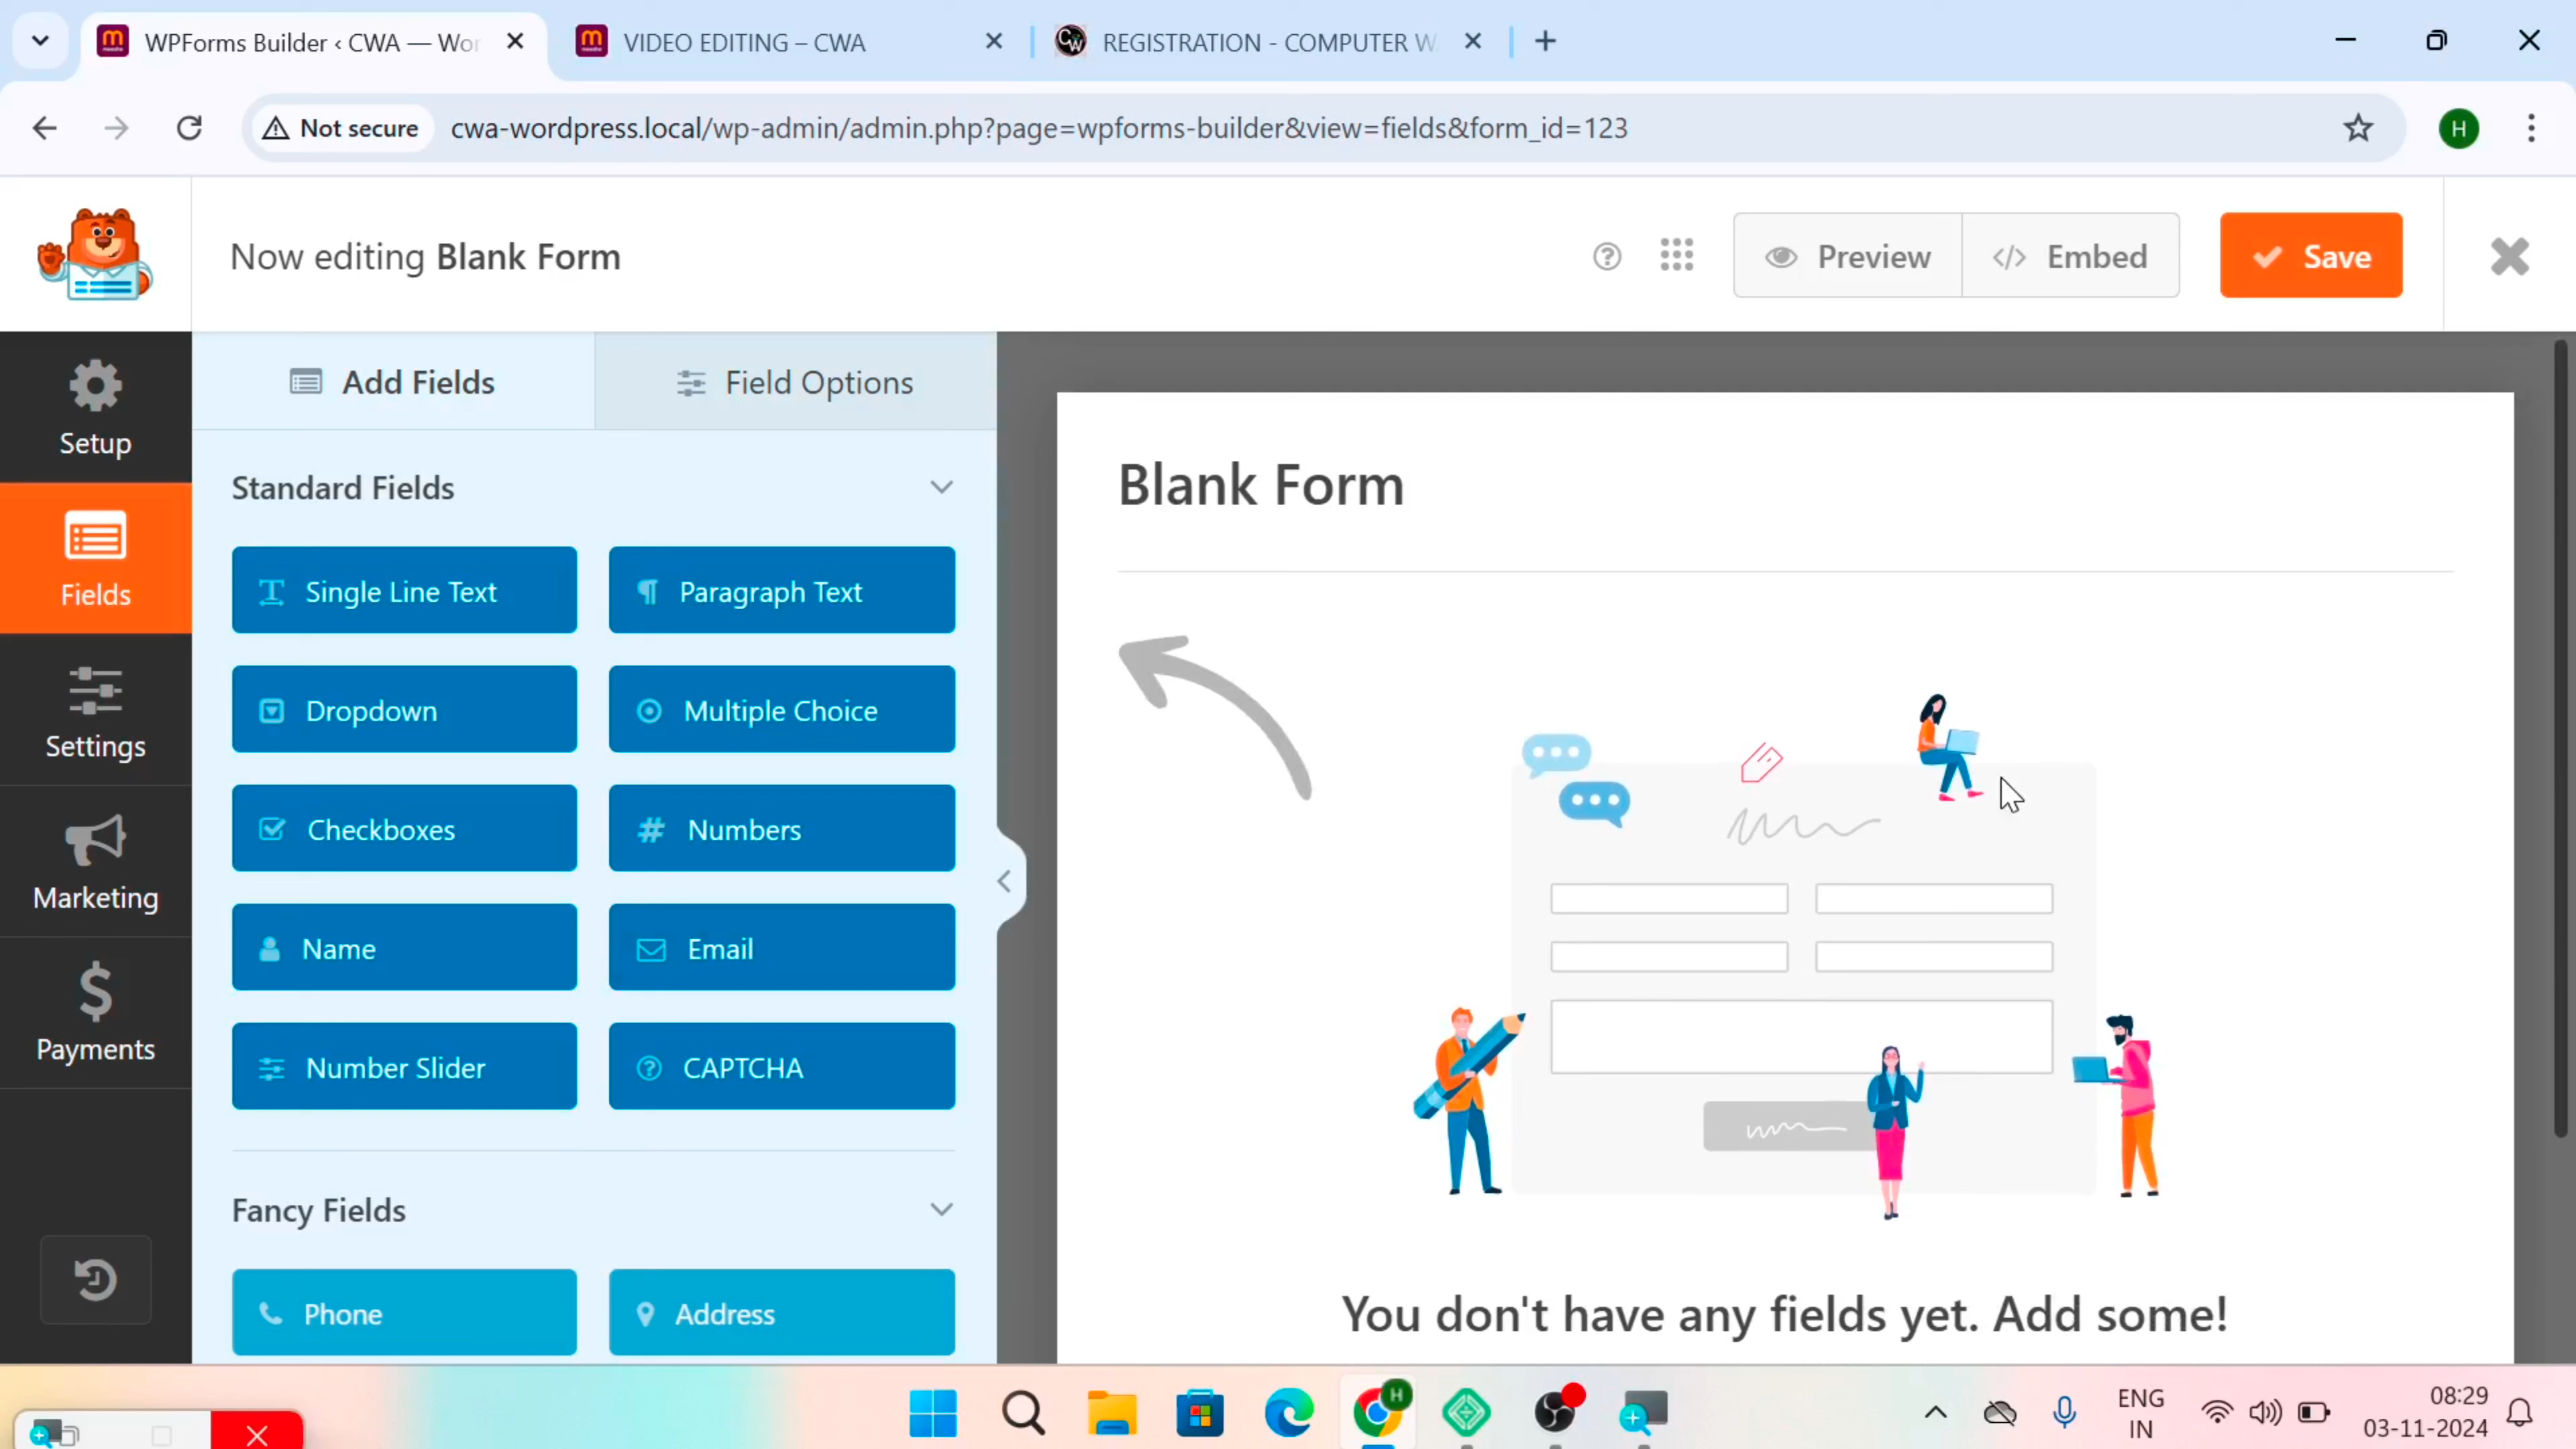 WPForms Builder ‹ CWA — Wor
VIDEO EDITING – CWA
REGISTRATION - COMPUTER W
Not secure
cwa-wordpress.local/wp-admin/admin.php?page=wpforms-builder&view=fields&form_id=123
H
Now editing Blank Form
Preview
Embed
Save
Setup
Fields
Settings
Marketing
Payments
Add Fields
Field Options
Standard Fields
Single Line Text
Paragraph Text
Dropdown
Multiple Choice
Checkboxes
Numbers
Name
Email
Number Slider
CAPTCHA
Fancy Fields
Phone
Address
Blank Form
You don't have any fields yet. Add some!
H
ENG
IN
08:29
03-11-2024